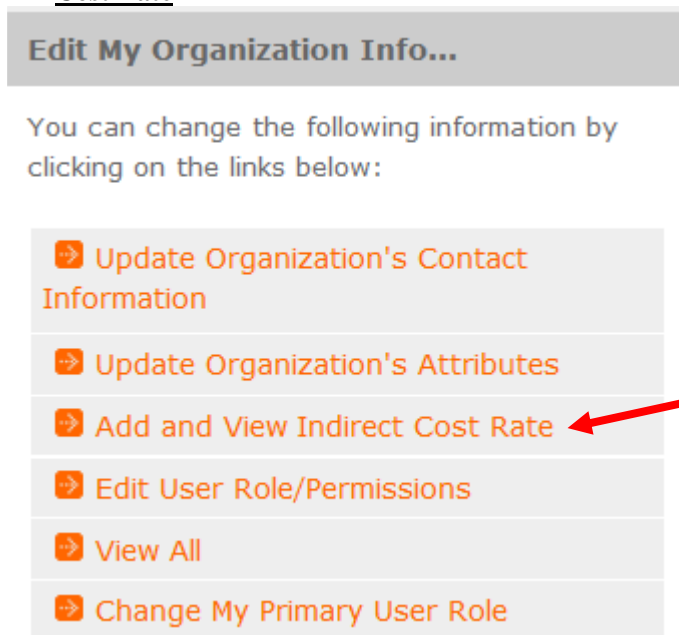 Edit My Organization Info...
You can change the following information by
clicking on the links below:
Update Organization's Contact
Information
Update Organization's Attributes
Add and View Indirect Cost Rate
Edit User Role/Permissions
View All
Change My Primary User Role